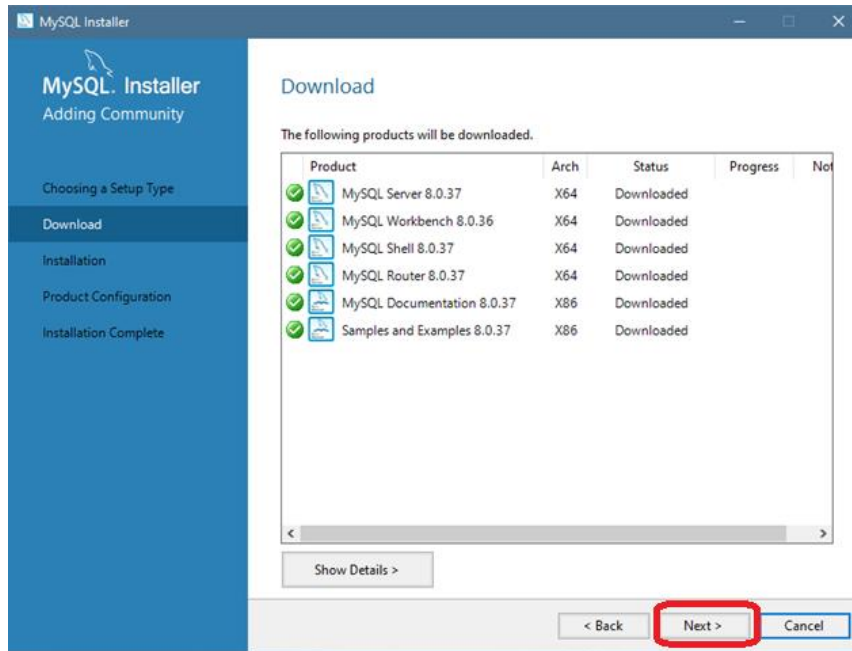 MySQL Installer
MySQL. Installer
Adding Community
Choosing a Setup Type
Download
Installation
Product Configuration
Installation Complete
Download
The following products will be downloaded.
Product Arch Status Progress Not
MySQL Server 8.0.37 X64 Downloaded
MySQL Workbench 8.0.36 X64 Downloaded
MySQL Shell 8.0.37 X64 Downloaded
MySQL Router 8.0.37 X64 Downloaded
MySQL Documentation 8.0.37 X86 Downloaded
Samples and Examples 8.0.37 X86 Downloaded
Show Details >
< Back Next > Cancel